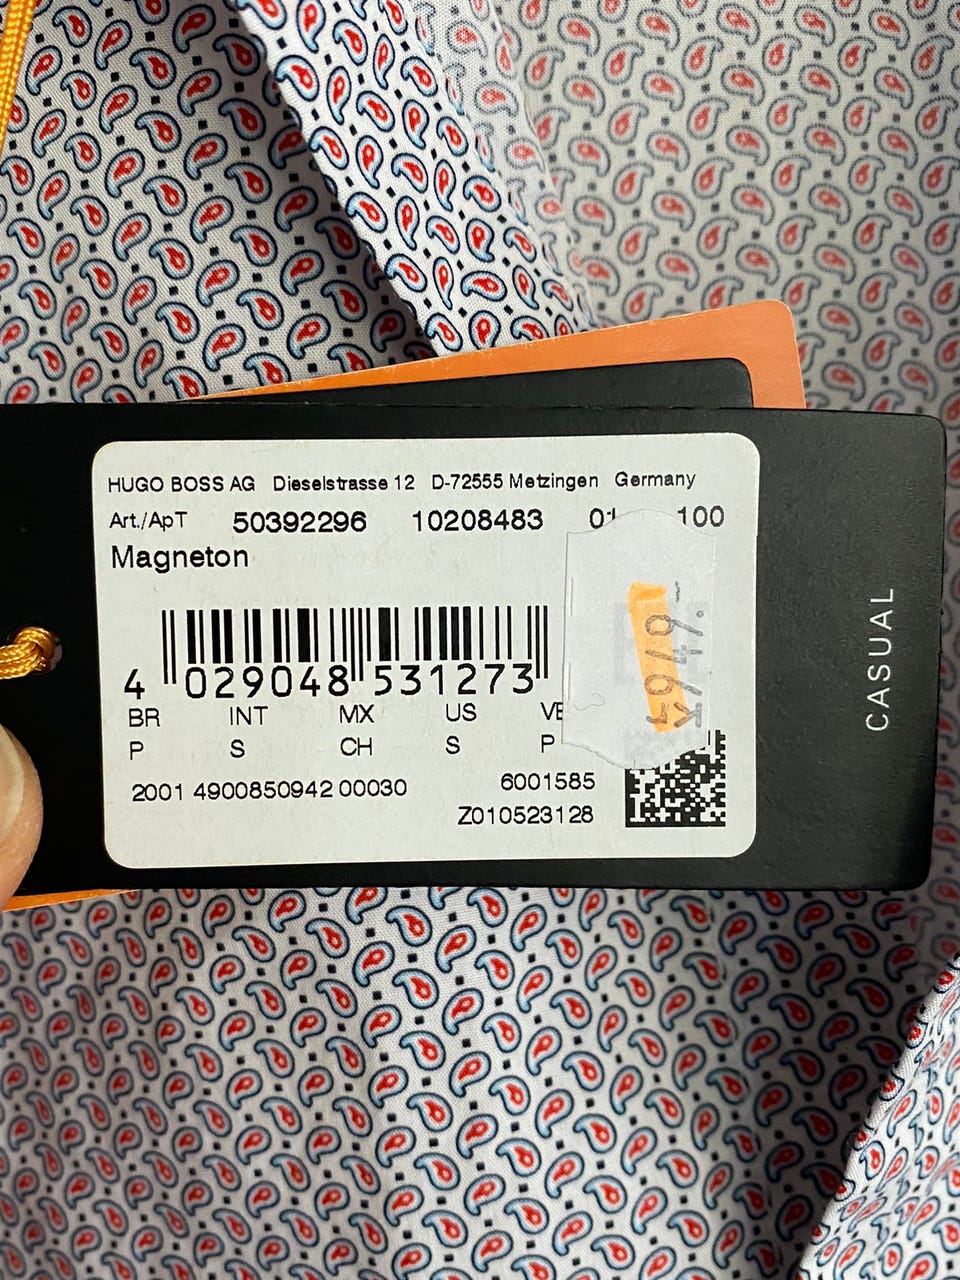 HUGO BOSS AG Dieselstrasse 12 D-72555 Metzingen Germany
Art./ApT 50392296 10208483 01 100
Magneton
4 029048 531273
BR INT MX US
P S CH S P
2001 4900850942 00030 6001585
Z010523128
CASUAL